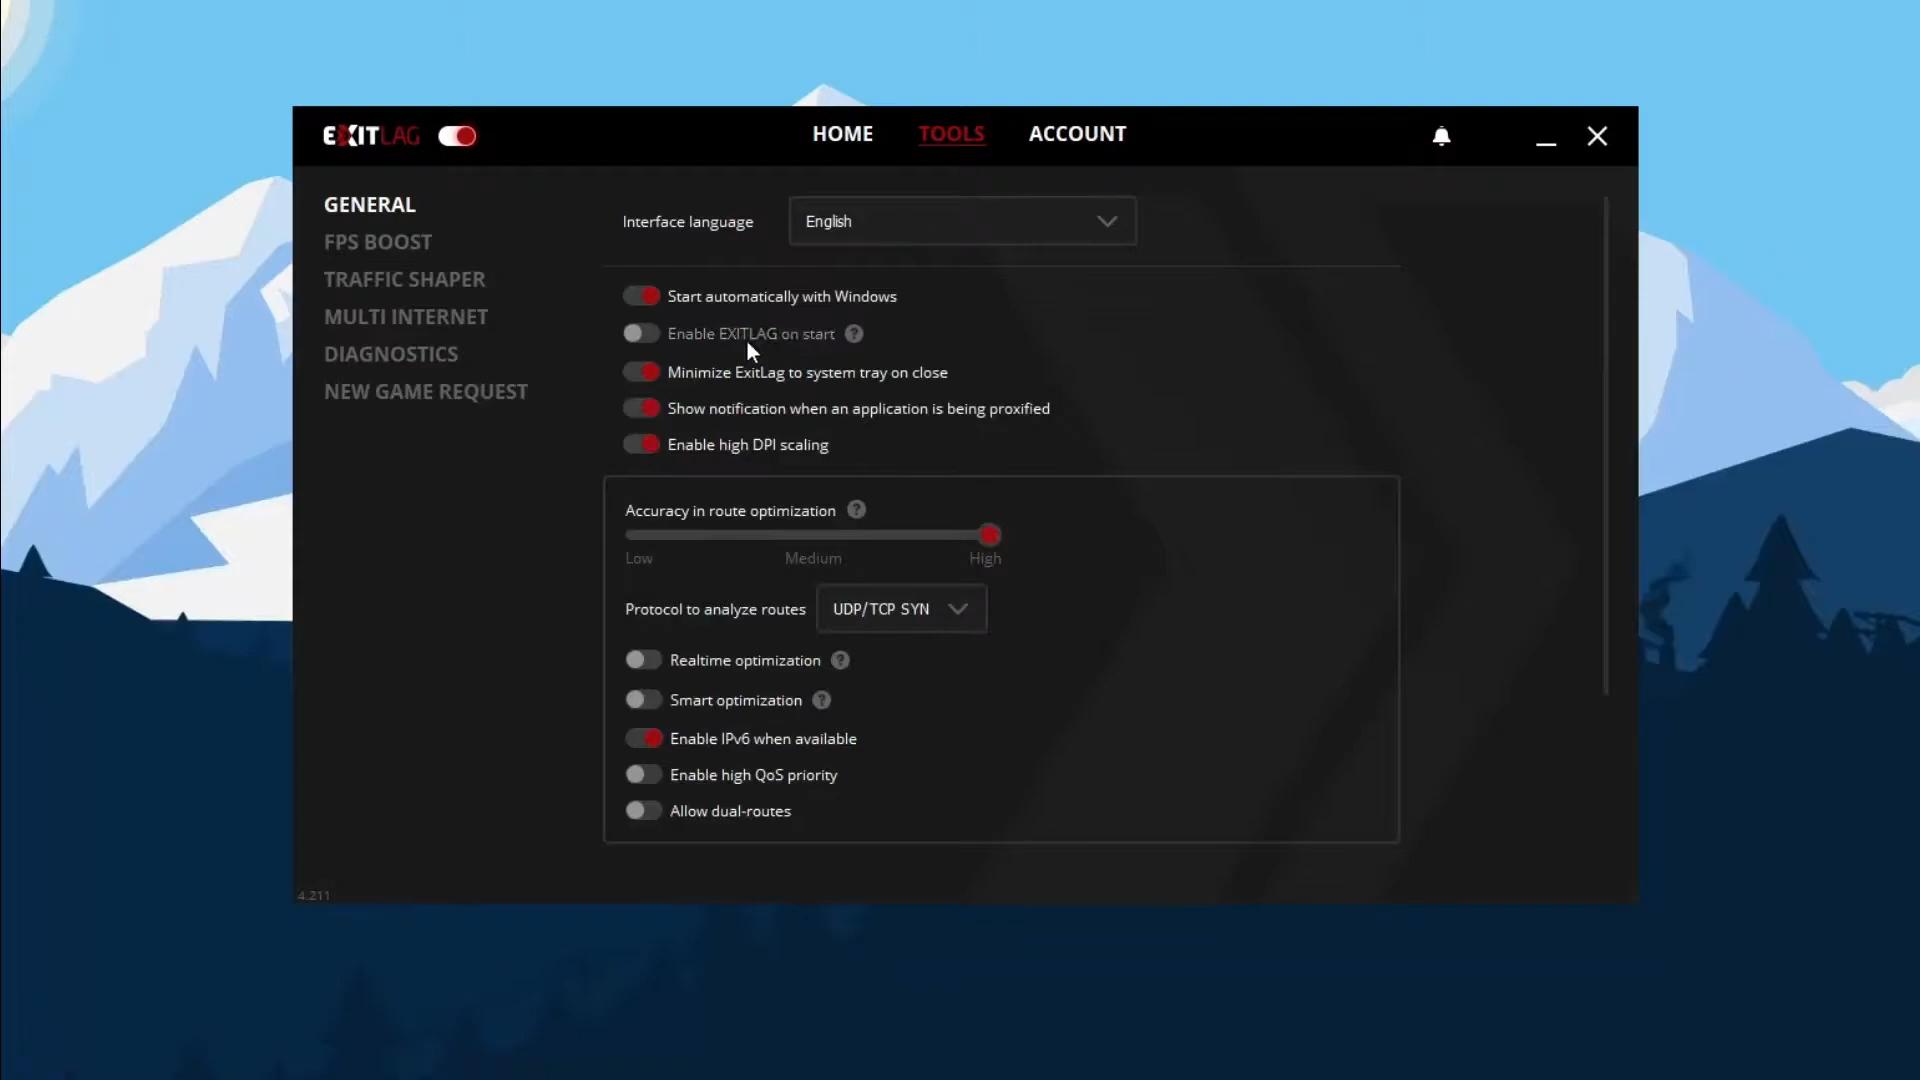 EXITLAG
HOME TOOLS ACCOUNT
GENERAL
FPS BOOST
TRAFFIC SHAPER
MULTI INTERNET
DIAGNOSTICS
NEW GAME REQUEST
Interface language English
Start automatically with Windows
Enable EXITLAG on start ?
Minimize ExitLag to system tray on close
Show notification when an application is being proxified
Enable high DPI scaling
Accuracy in route optimization ?
Low Medium High
Protocol to analyze routes UDP/TCP SYN
Realtime optimization ?
Smart optimization ?
Enable IPv6 when available
Enable high QoS priority
Allow dual-routes
4.211